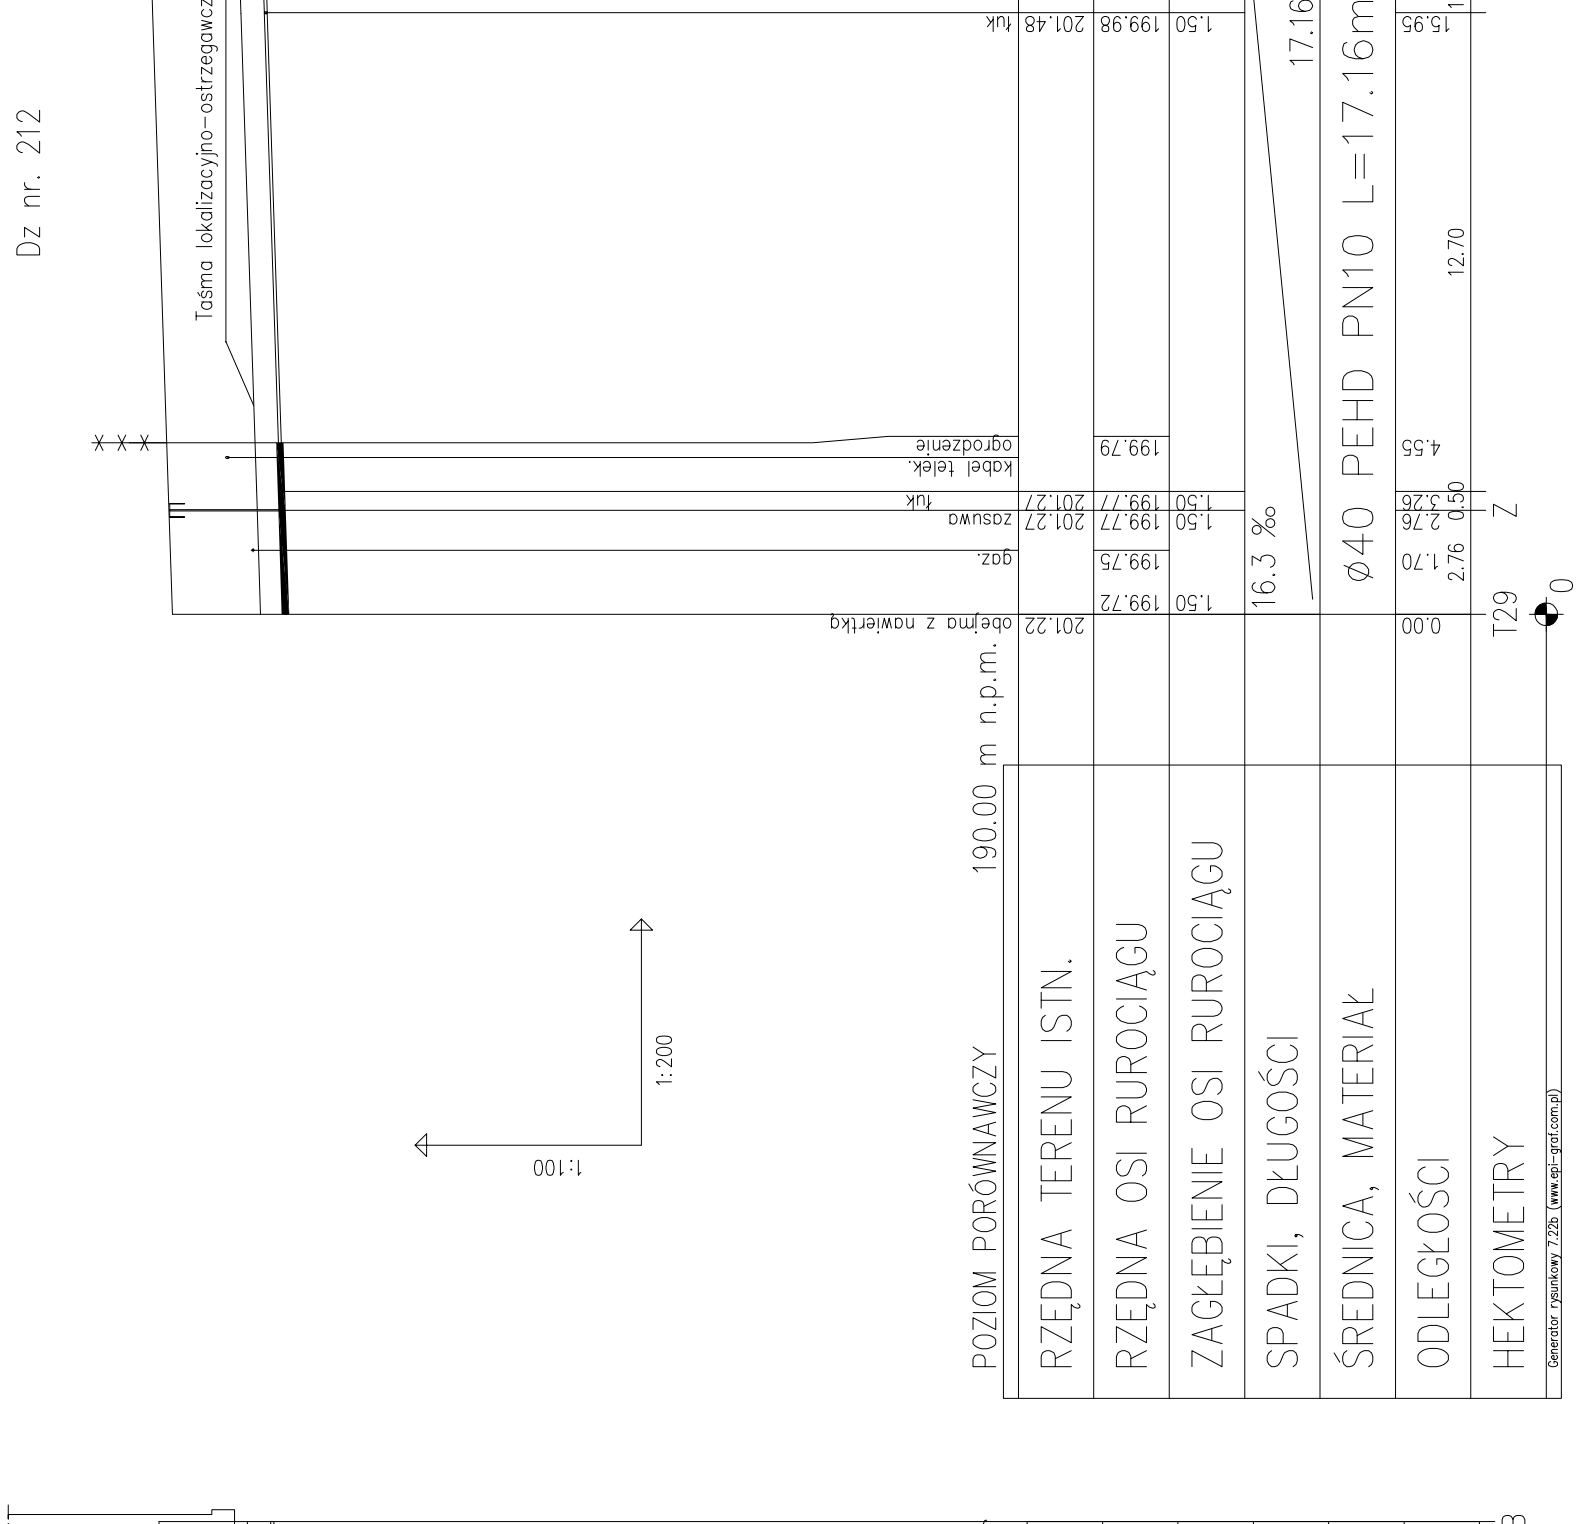 Dz nr. 212
Taśma lokalizacyjno-ostrzegawcz
1:100
1:200
POZIOM PORÓWNAWCZY 190.00 m n.p.m.
obejma z nawiertką
gaz.
zasuwa
łuk
kabel telek.
ogrodzenie
łuk
RZĘDNA TERENU ISTN. 201.22 201.27 201.27 201.48
RZĘDNA OSI RUROCIĄGU 199.72 199.75 199.77 199.77 199.79 199.98
ZAGŁĘBIENIE OSI RUROCIĄGU 1.50 1.50 1.50 1.50
SPADKI, DŁUGOŚCI 16.3 ‰ 17.16
ŚREDNICA, MATERIAŁ ø40 PEHD PN10 L=17.16m
ODLEGŁOŚCI 0.00 1.70 2.76 3.26 4.55 15.95
2.76 0.50 12.70 1
HEKTOMETRY T29 Z
0
Generator rysunkowy 7.22b (www.epi-graf.com.pl)
B